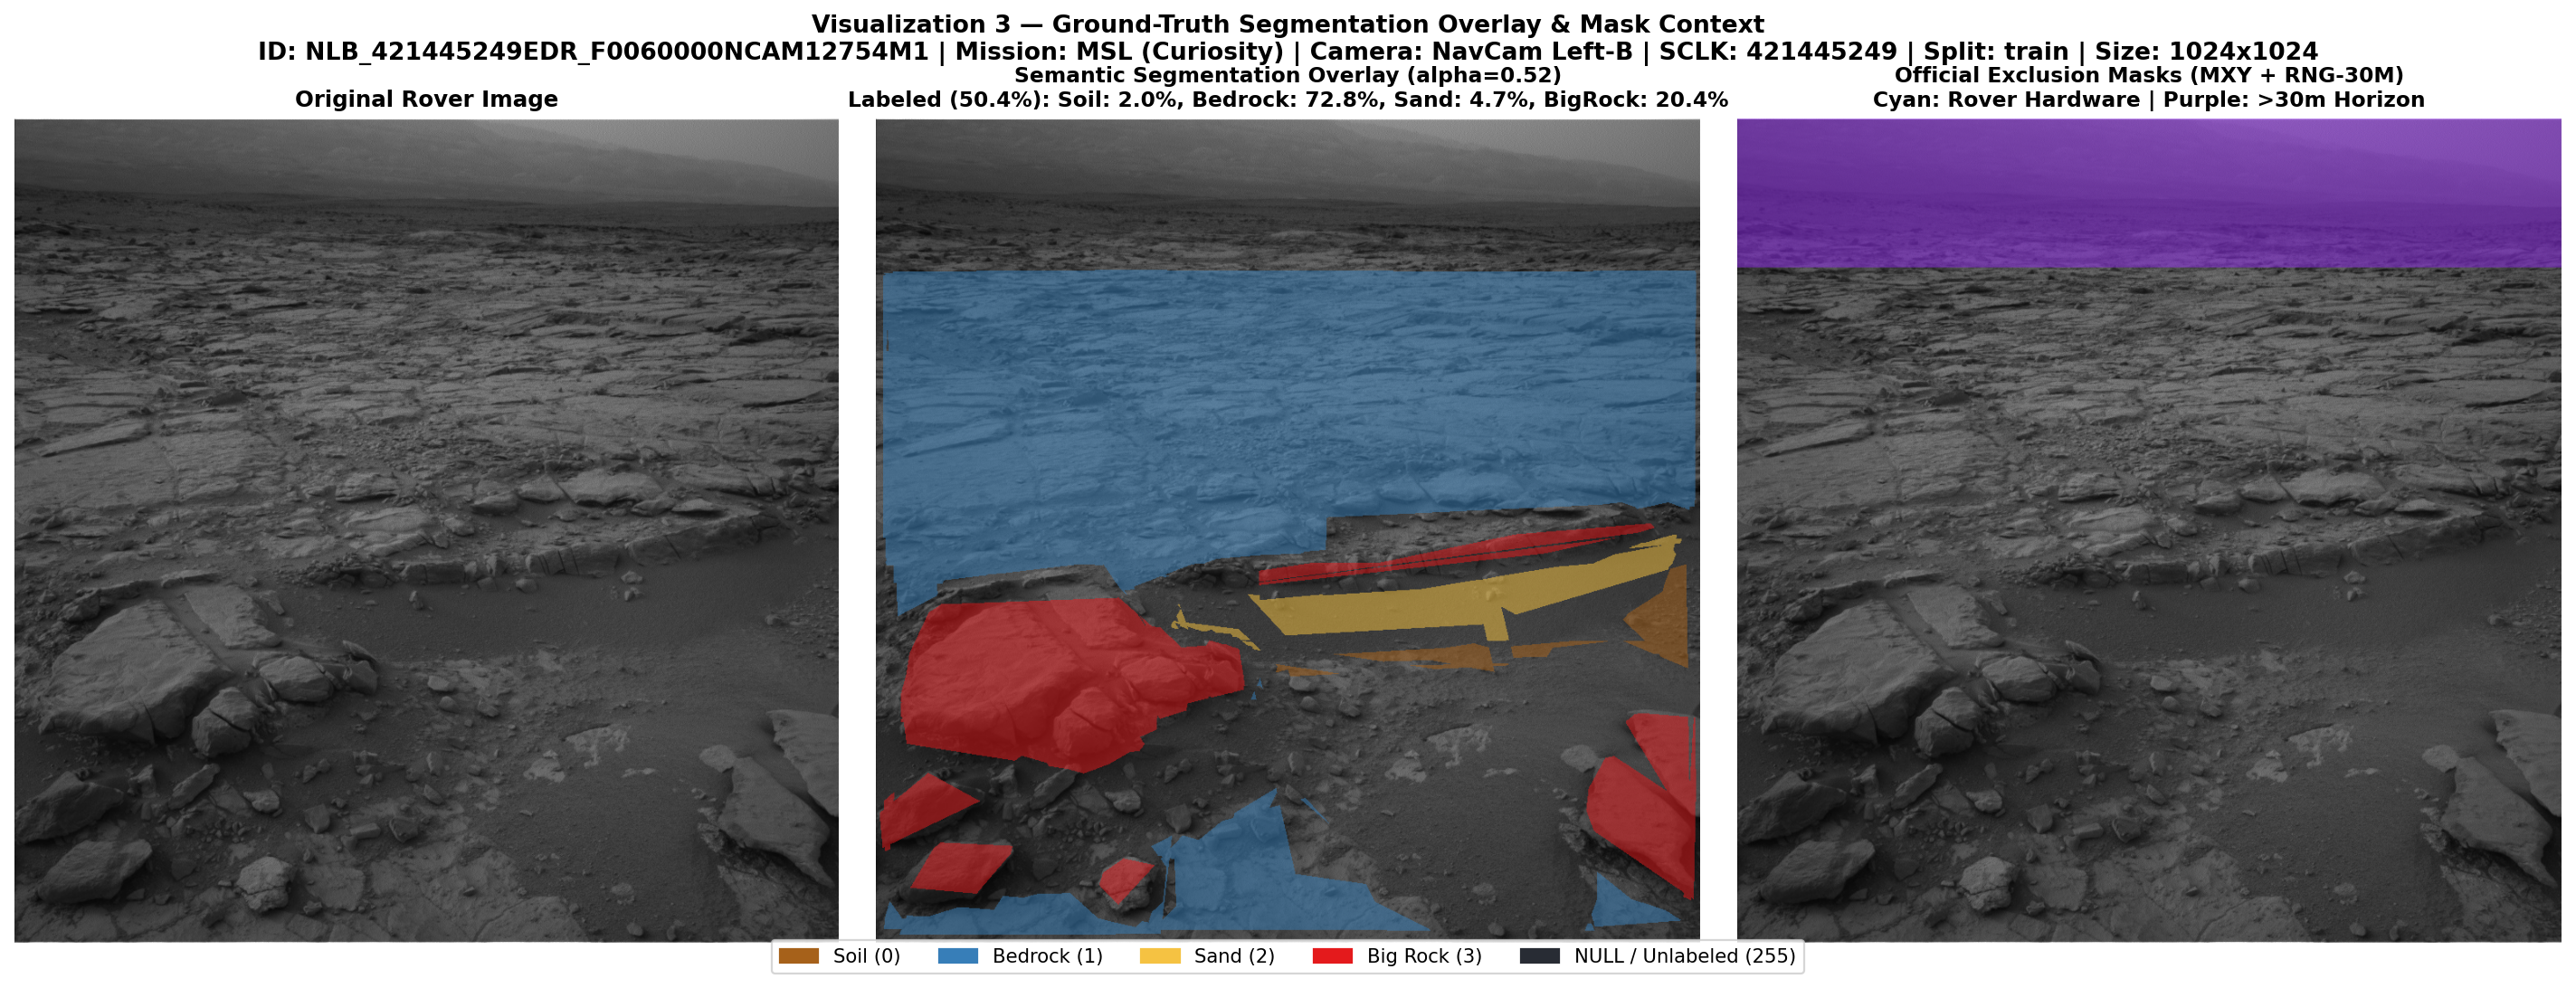 Visualization 3 — Ground-Truth Segmentation Overlay & Mask Context
ID: NLB_421445249EDR_F0060000NCAM12754M1 | Mission: MSL (Curiosity) | Camera: NavCam Left-B | SCLK: 421445249 | Split: train | Size: 1024x1024
Original Rover Image
Semantic Segmentation Overlay (alpha=0.52)
Labeled (50.4%): Soil: 2.0%, Bedrock: 72.8%, Sand: 4.7%, BigRock: 20.4%
Official Exclusion Masks (MXY + RNG-30M)
Cyan: Rover Hardware | Purple: >30m Horizon
Soil (0)
Bedrock (1)
Sand (2)
Big Rock (3)
NULL / Unlabeled (255)